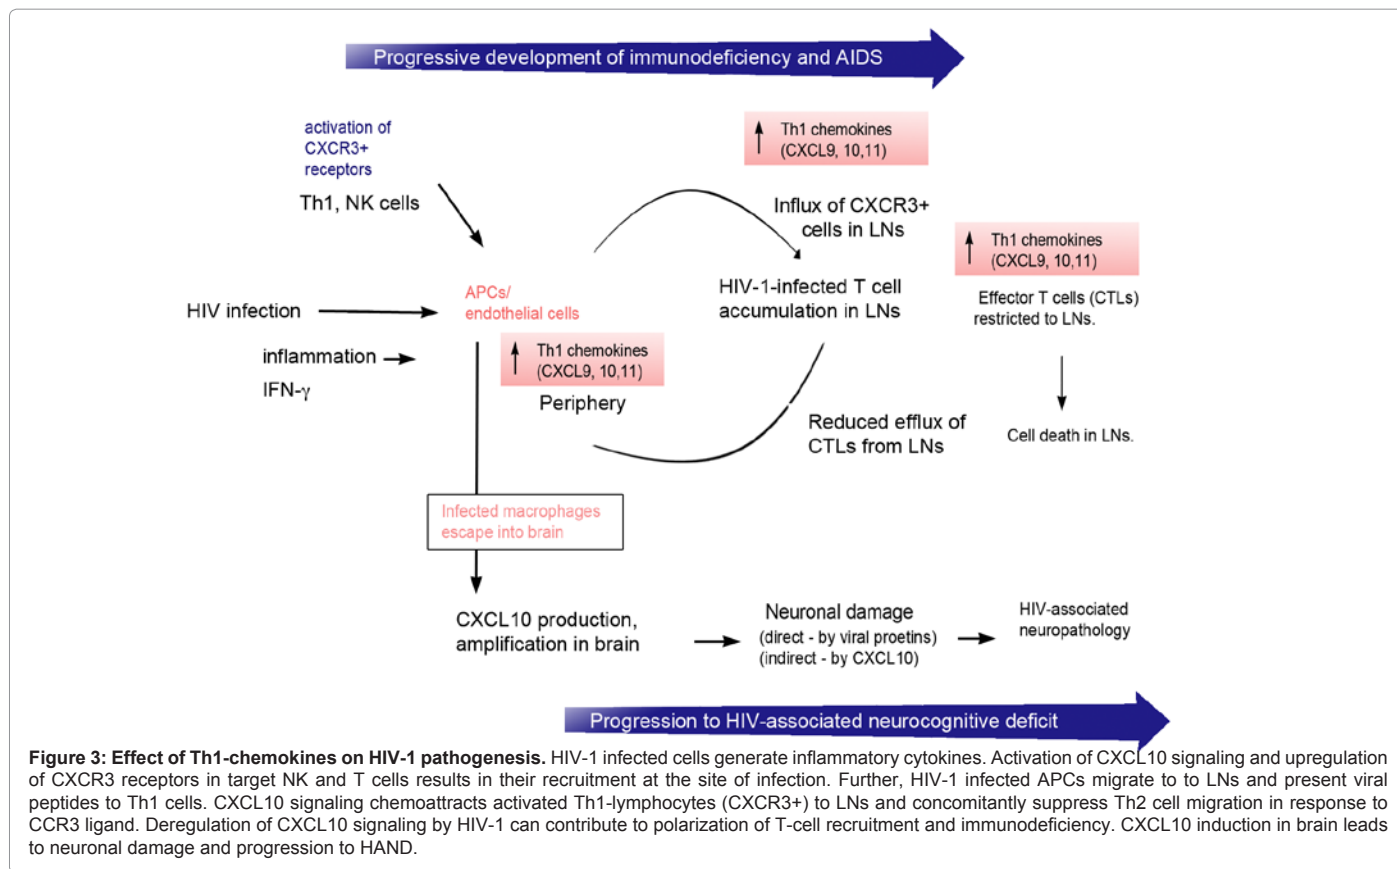 Progressive development of immunodeficiency and AIDS
activation of
CXCR3+
receptors
Th1, NK cells
Th1 chemokines
(CXCL9, 10,11)
Influx of CXCR3+
cells in LNs
Th1 chemokines
(CXCL9, 10,11)
HIV infection
APCs/
endothelial cells
HIV-1-infected T cell
accumulation in LNs
Effector T cells (CTLs)
restricted to LNs.
inflammation
IFN-γ
Th1 chemokines
(CXCL9, 10,11)
Periphery
Reduced efflux of
CTLs from LNs
Cell death in LNs.
Infected macrophages
escape into brain
CXCL10 production,
amplification in brain
Neuronal damage
(direct - by viral proetins)
(indirect - by CXCL10)
HIV-associated
neuropathology
Progression to HIV-associated neurocognitive deficit
Figure 3: Effect of Th1-chemokines on HIV-1 pathogenesis. HIV-1 infected cells generate inflammatory cytokines. Activation of CXCL10 signaling and upregulation
of CXCR3 receptors in target NK and T cells results in their recruitment at the site of infection. Further, HIV-1 infected APCs migrate to to LNs and present viral
peptides to Th1 cells. CXCL10 signaling chemoattracts activated Th1-lymphocytes (CXCR3+) to LNs and concomitantly suppress Th2 cell migration in response to
CCR3 ligand. Deregulation of CXCL10 signaling by HIV-1 can contribute to polarization of T-cell recruitment and immunodeficiency. CXCL10 induction in brain leads
to neuronal damage and progression to HAND.